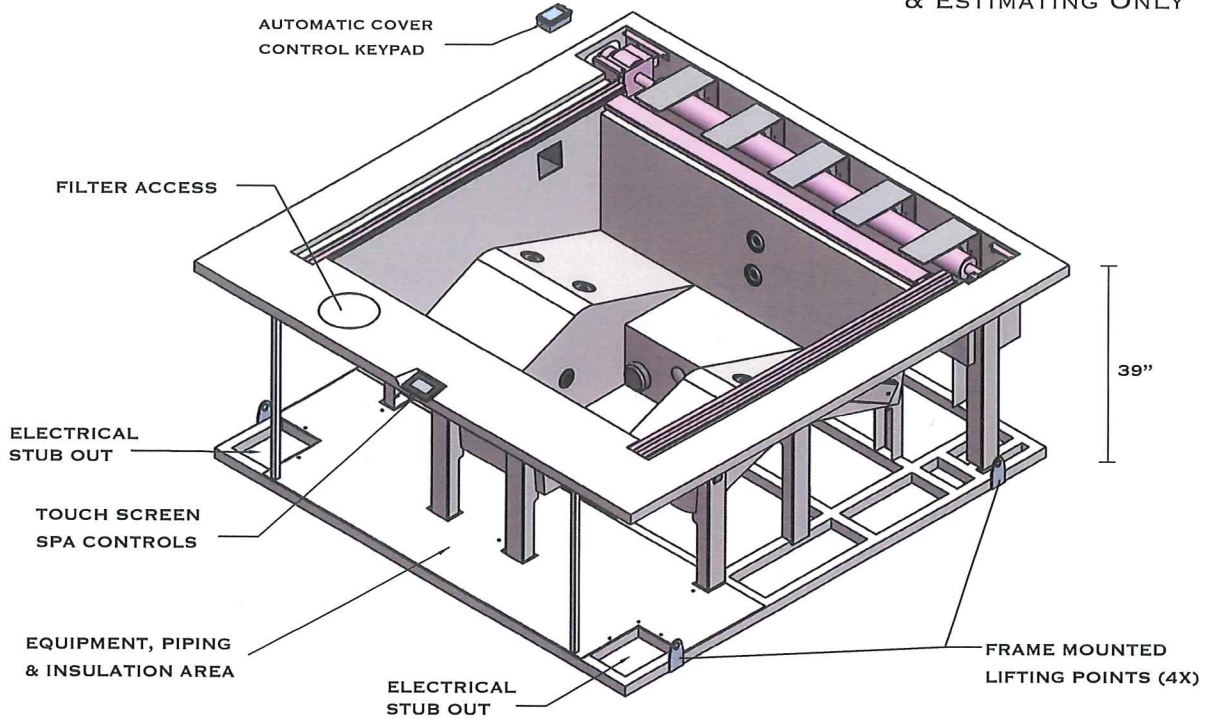 & ESTIMATING ONLY
AUTOMATIC COVER
CONTROL KEYPAD
FILTER ACCESS
39”
ELECTRICAL
STUB OUT
TOUCH SCREEN
SPA CONTROLS
EQUIPMENT, PIPING
& INSULATION AREA
ELECTRICAL
STUB OUT
FRAME MOUNTED
LIFTING POINTS (4X)